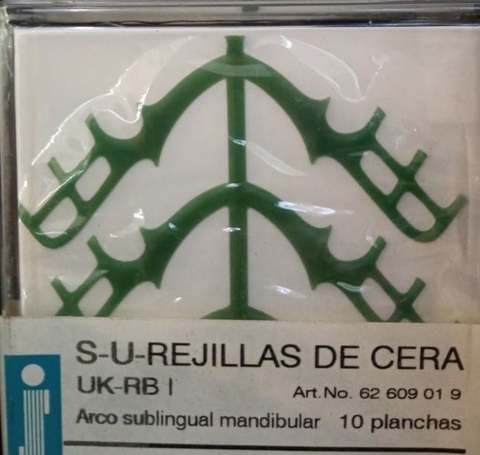 S-U-REJILLAS DE CERA
UK-RB I
Art.No. 62 609 01 9
Arco sublingual mandibular 10 planchas